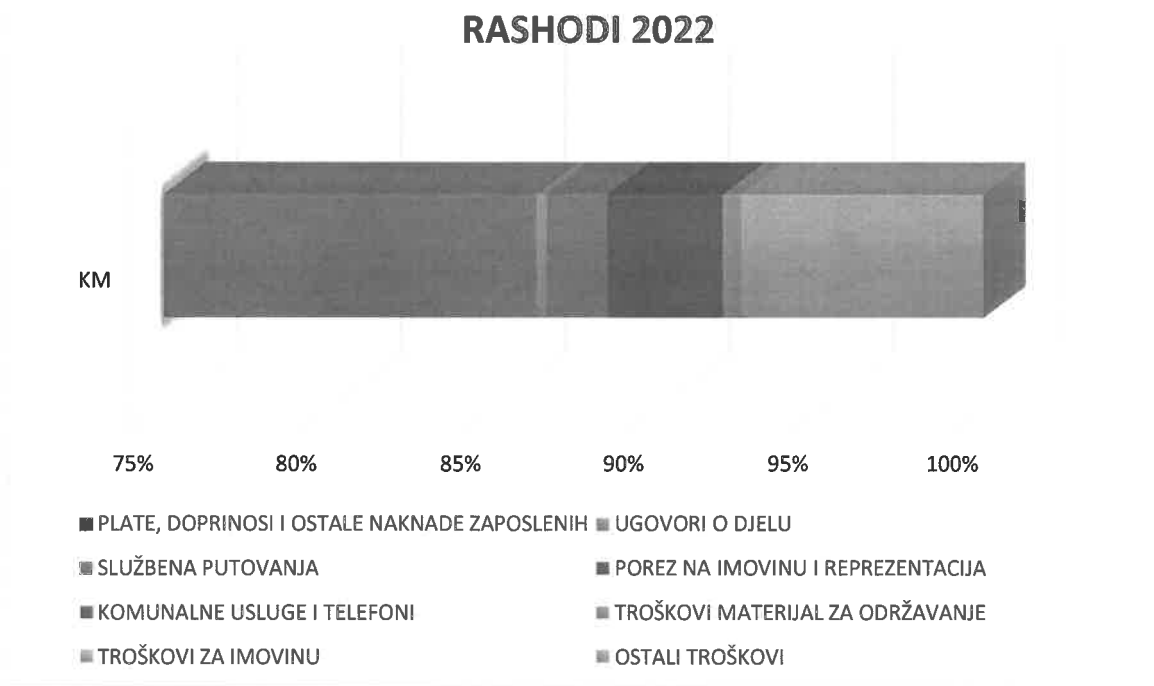 RASHODI 2022
KM
75% 80% 85% 90% 95% 100%
PLATE, DOPRINOSI I OSTALE NAKNADE ZAPOSLENIH UGOVORI O DJELU
SLUŽBENA PUTOVANJA POREZ NA IMOVINU I REPREZENTACIJA
KOMUNALNE USLUGE I TELEFONI TROŠKOVI MATERIJAL ZA ODRŽAVANJE
TROŠKOVI ZA IMOVINU OSTALI TROŠKOVI